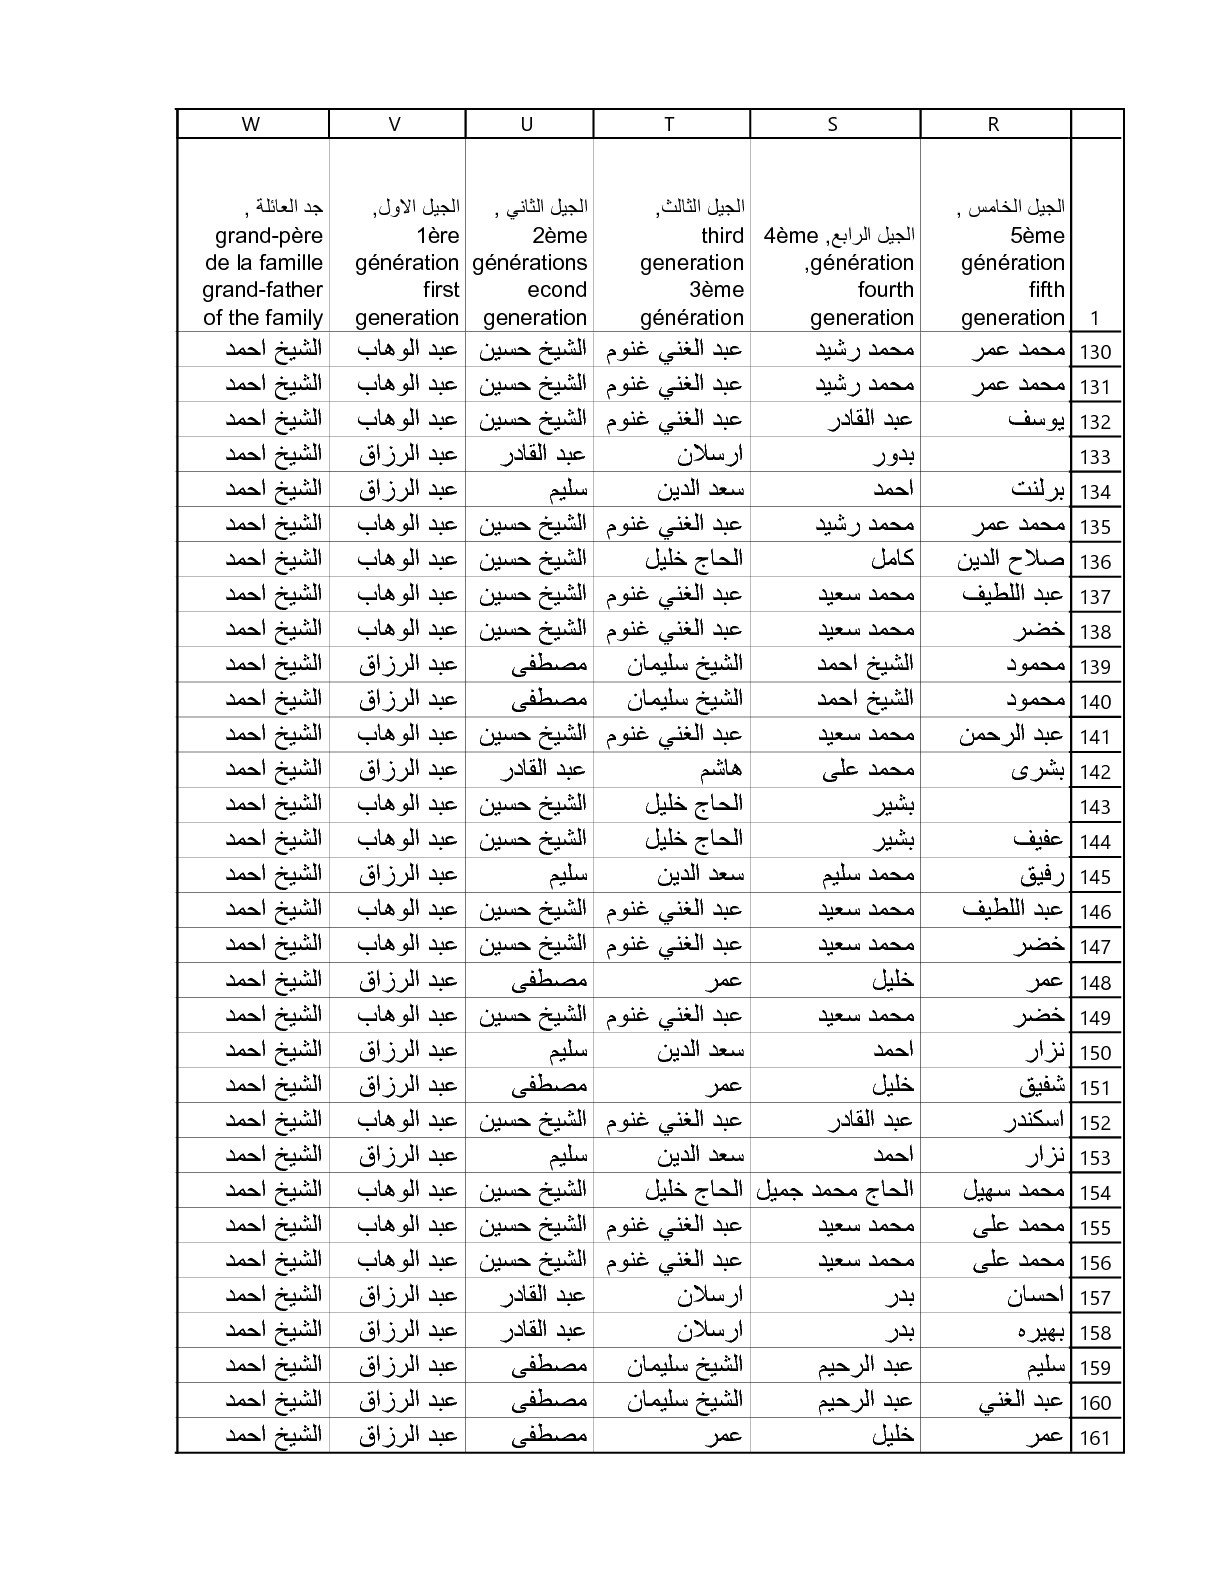 W V U T S R
جد العائلة , grand-père de la famille grand-father of the family | الجيل الاول, 1ère génération first generation | الجيل الثاني , 2ème générations econd generation | الجيل الثالث, third generation 3ème génération | الجيل الرابع, 4ème génération, fourth generation | الجيل الخامس , 5ème génération fifth generation | 1
الشيخ احمد | عبد الوهاب | الشيخ حسين | عبد الغني غنوم | محمد رشيد | محمد عمر | 130
الشيخ احمد | عبد الوهاب | الشيخ حسين | عبد الغني غنوم | محمد رشيد | محمد عمر | 131
الشيخ احمد | عبد الوهاب | الشيخ حسين | عبد الغني غنوم | عبد القادر | يوسف | 132
الشيخ احمد | عبد الرزاق | عبد القادر | ارسلان | بدور | 133
الشيخ احمد | عبد الرزاق | سليم | سعد الدين | احمد | برلنت | 134
الشيخ احمد | عبد الوهاب | الشيخ حسين | عبد الغني غنوم | محمد رشيد | محمد عمر | 135
الشيخ احمد | عبد الوهاب | الشيخ حسين | الحاج خليل | كامل | صلاح الدين | 136
الشيخ احمد | عبد الوهاب | الشيخ حسين | عبد الغني غنوم | محمد سعيد | عبد اللطيف | 137
الشيخ احمد | عبد الوهاب | الشيخ حسين | عبد الغني غنوم | محمد سعيد | خضر | 138
الشيخ احمد | عبد الرزاق | مصطفى | الشيخ سليمان | الشيخ احمد | محمود | 139
الشيخ احمد | عبد الرزاق | مصطفى | الشيخ سليمان | الشيخ احمد | محمود | 140
الشيخ احمد | عبد الوهاب | الشيخ حسين | عبد الغني غنوم | محمد سعيد | عبد الرحمن | 141
الشيخ احمد | عبد الرزاق | عبد القادر | هاشم | محمد على | بشرى | 142
الشيخ احمد | عبد الوهاب | الشيخ حسين | الحاج خليل | بشير | 143
الشيخ احمد | عبد الوهاب | الشيخ حسين | الحاج خليل | بشير | عفيف | 144
الشيخ احمد | عبد الرزاق | سليم | سعد الدين | محمد سليم | رفيق | 145
الشيخ احمد | عبد الوهاب | الشيخ حسين | عبد الغني غنوم | محمد سعيد | عبد اللطيف | 146
الشيخ احمد | عبد الوهاب | الشيخ حسين | عبد الغني غنوم | محمد سعيد | خضر | 147
الشيخ احمد | عبد الرزاق | مصطفى | عمر | خليل | عمر | 148
الشيخ احمد | عبد الوهاب | الشيخ حسين | عبد الغني غنوم | محمد سعيد | خضر | 149
الشيخ احمد | عبد الرزاق | سليم | سعد الدين | احمد | نزار | 150
الشيخ احمد | عبد الرزاق | مصطفى | عمر | خليل | شفيق | 151
الشيخ احمد | عبد الوهاب | الشيخ حسين | عبد الغني غنوم | عبد القادر | اسكندر | 152
الشيخ احمد | عبد الرزاق | سليم | سعد الدين | احمد | نزار | 153
الشيخ احمد | عبد الوهاب | الشيخ حسين | الحاج خليل | الحاج محمد جميل | محمد سهيل | 154
الشيخ احمد | عبد الوهاب | الشيخ حسين | عبد الغني غنوم | محمد سعيد | محمد على | 155
الشيخ احمد | عبد الوهاب | الشيخ حسين | عبد الغني غنوم | محمد سعيد | محمد على | 156
الشيخ احمد | عبد الرزاق | عبد القادر | ارسلان | بدر | احسان | 157
الشيخ احمد | عبد الرزاق | عبد القادر | ارسلان | بدر | بهيره | 158
الشيخ احمد | عبد الرزاق | مصطفى | الشيخ سليمان | عبد الرحيم | سليم | 159
الشيخ احمد | عبد الرزاق | مصطفى | الشيخ سليمان | عبد الرحيم | عبد الغني | 160
الشيخ احمد | عبد الرزاق | مصطفى | عمر | خليل | عمر | 161